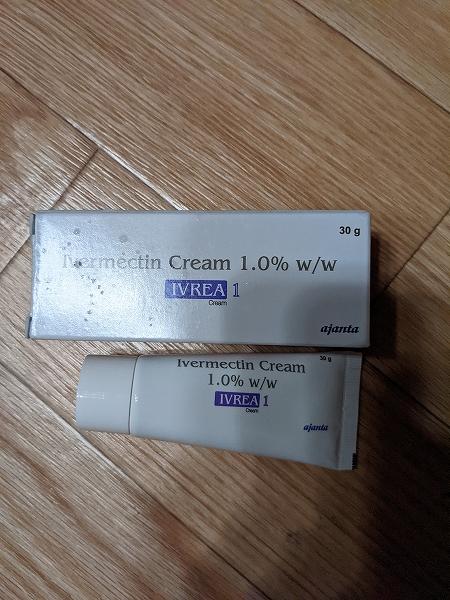 30 g
Ivermectin Cream 1.0% w/w
IVREA 1
Cream
ajanta
30 g
Ivermectin Cream
1.0% w/w
IVREA 1
Cream
ajanta